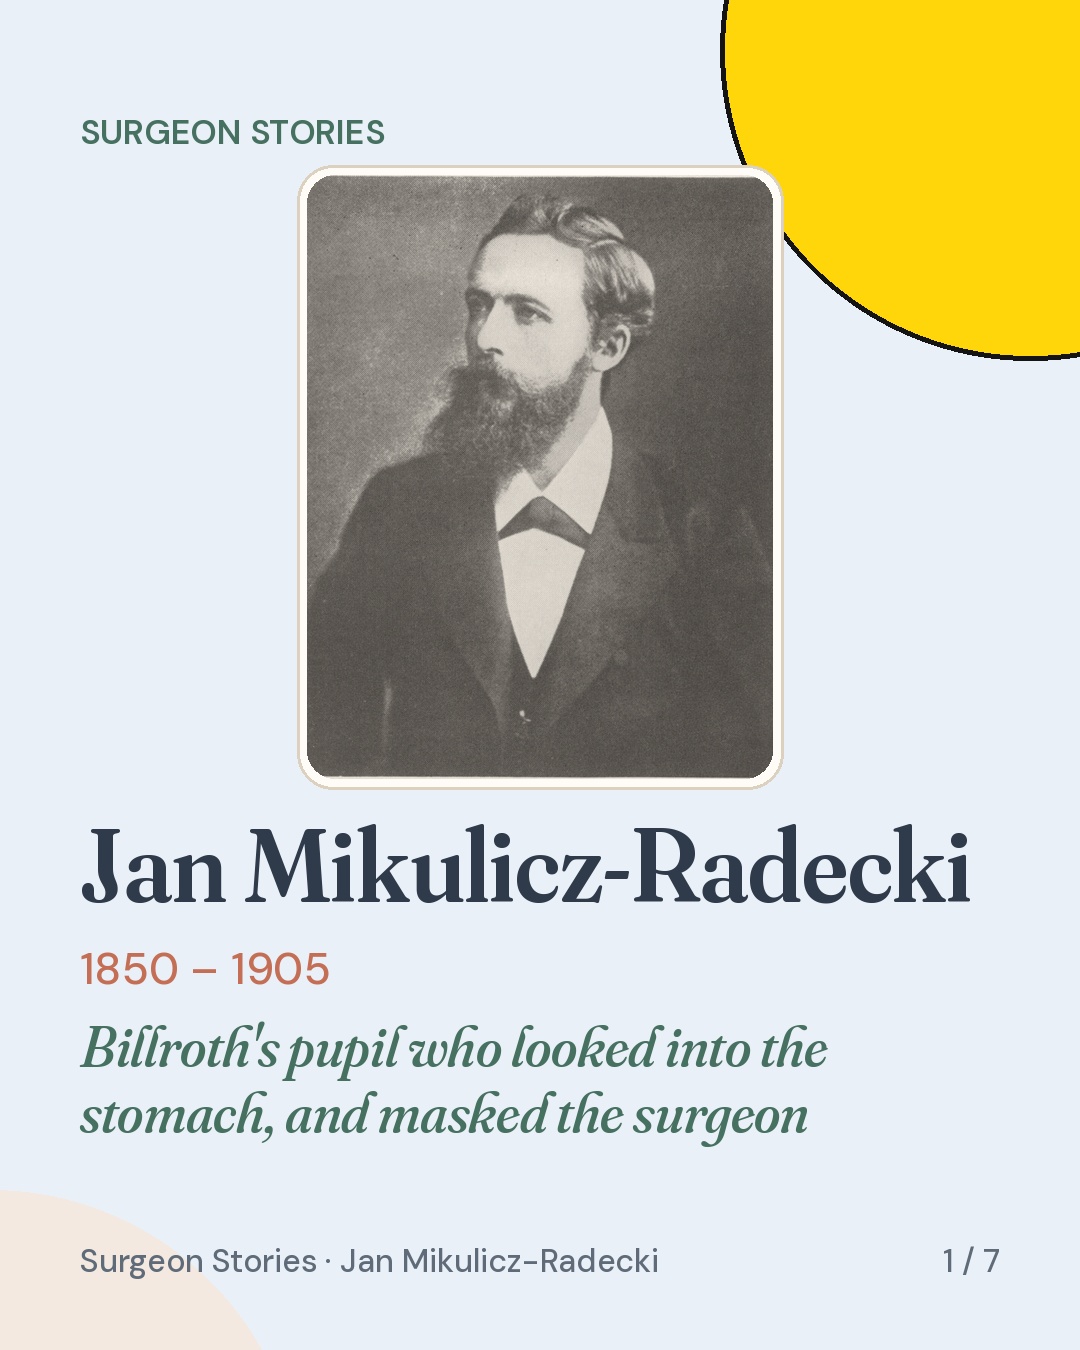 SURGEON STORIES
Jan Mikulicz-Radecki
1850 – 1905
Billroth's pupil who looked into the
stomach, and masked the surgeon
Surgeon Stories · Jan Mikulicz-Radecki
1 / 7